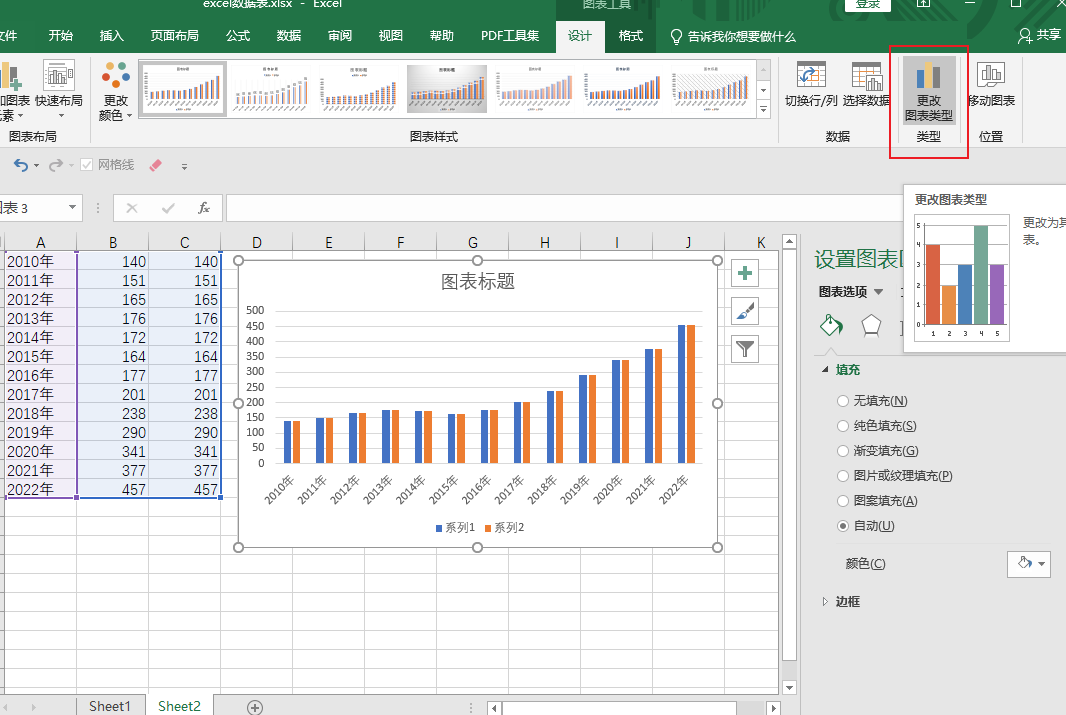 excel数据表.xlsx - Excel
图表工具
登录
文件 开始 插入 页面布局 公式 数据 审阅 视图 帮助 PDF工具集 设计 格式 告诉我你想要做什么 共享
快速布局
更改
颜色
切换行/列 选择数据
更改
图表类型
移动图表
图表布局 图表样式 数据 类型 位置
网格线
图表 3
fx
更改图表类型
更改为其
表。
5
4
3
2
1
0
1 2 3 4 5
A B C D E F G H I J K
2010年 140 140
2011年 151 151
2012年 165 165
2013年 176 176
2014年 172 172
2015年 164 164
2016年 177 177
2017年 201 201
2018年 238 238
2019年 290 290
2020年 341 341
2021年 377 377
2022年 457 457
图表标题
500
450
400
350
300
250
200
150
100
50
0
2010年 2011年 2012年 2013年 2014年 2015年 2016年 2017年 2018年 2019年 2020年 2021年 2022年
系列1 系列2
设置图表
图表选项
填充
无填充(N)
纯色填充(S)
渐变填充(G)
图片或纹理填充(P)
图案填充(A)
自动(U)
颜色(C)
边框
Sheet1 Sheet2